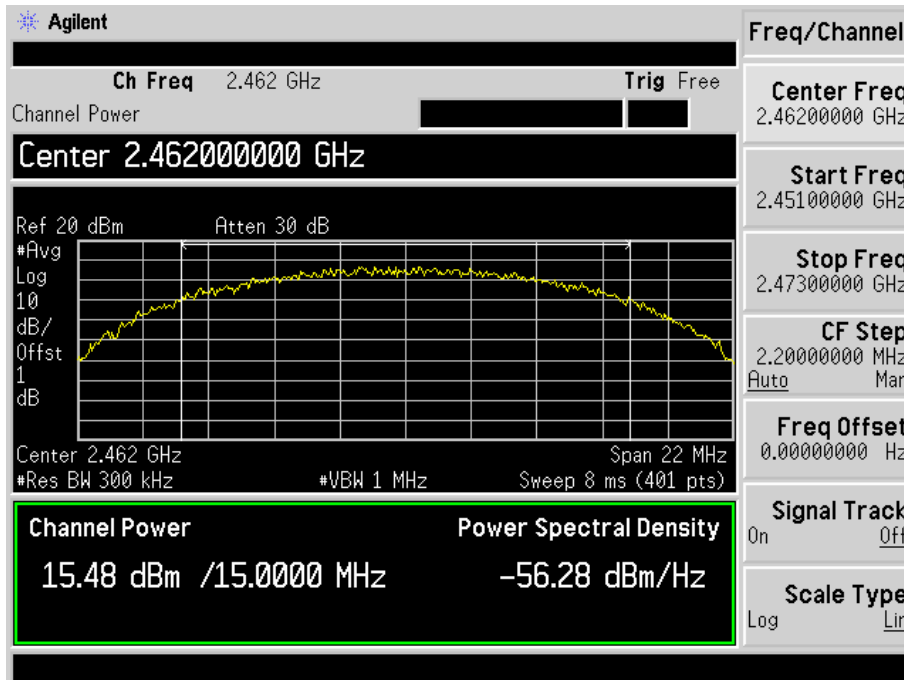 Agilent
Freq/Channel
Ch Freq 2.462 GHz Trig Free
Channel Power
Center 2.462000000 GHz
Ref 20 dBm Atten 30 dB
#Avg
Log
10
dB/
Offst
1
dB
Center 2.462 GHz Span 22 MHz
#Res BW 300 kHz #VBW 1 MHz Sweep 8 ms (401 pts)
Channel Power Power Spectral Density
15.48 dBm /15.0000 MHz -56.28 dBm/Hz
Center Freq
2.46200000 GHz
Start Freq
2.45100000 GHz
Stop Freq
2.47300000 GHz
CF Step
2.20000000 MHz
Auto Man
Freq Offset
0.00000000 Hz
Signal Track
On Off
Scale Type
Log Lin